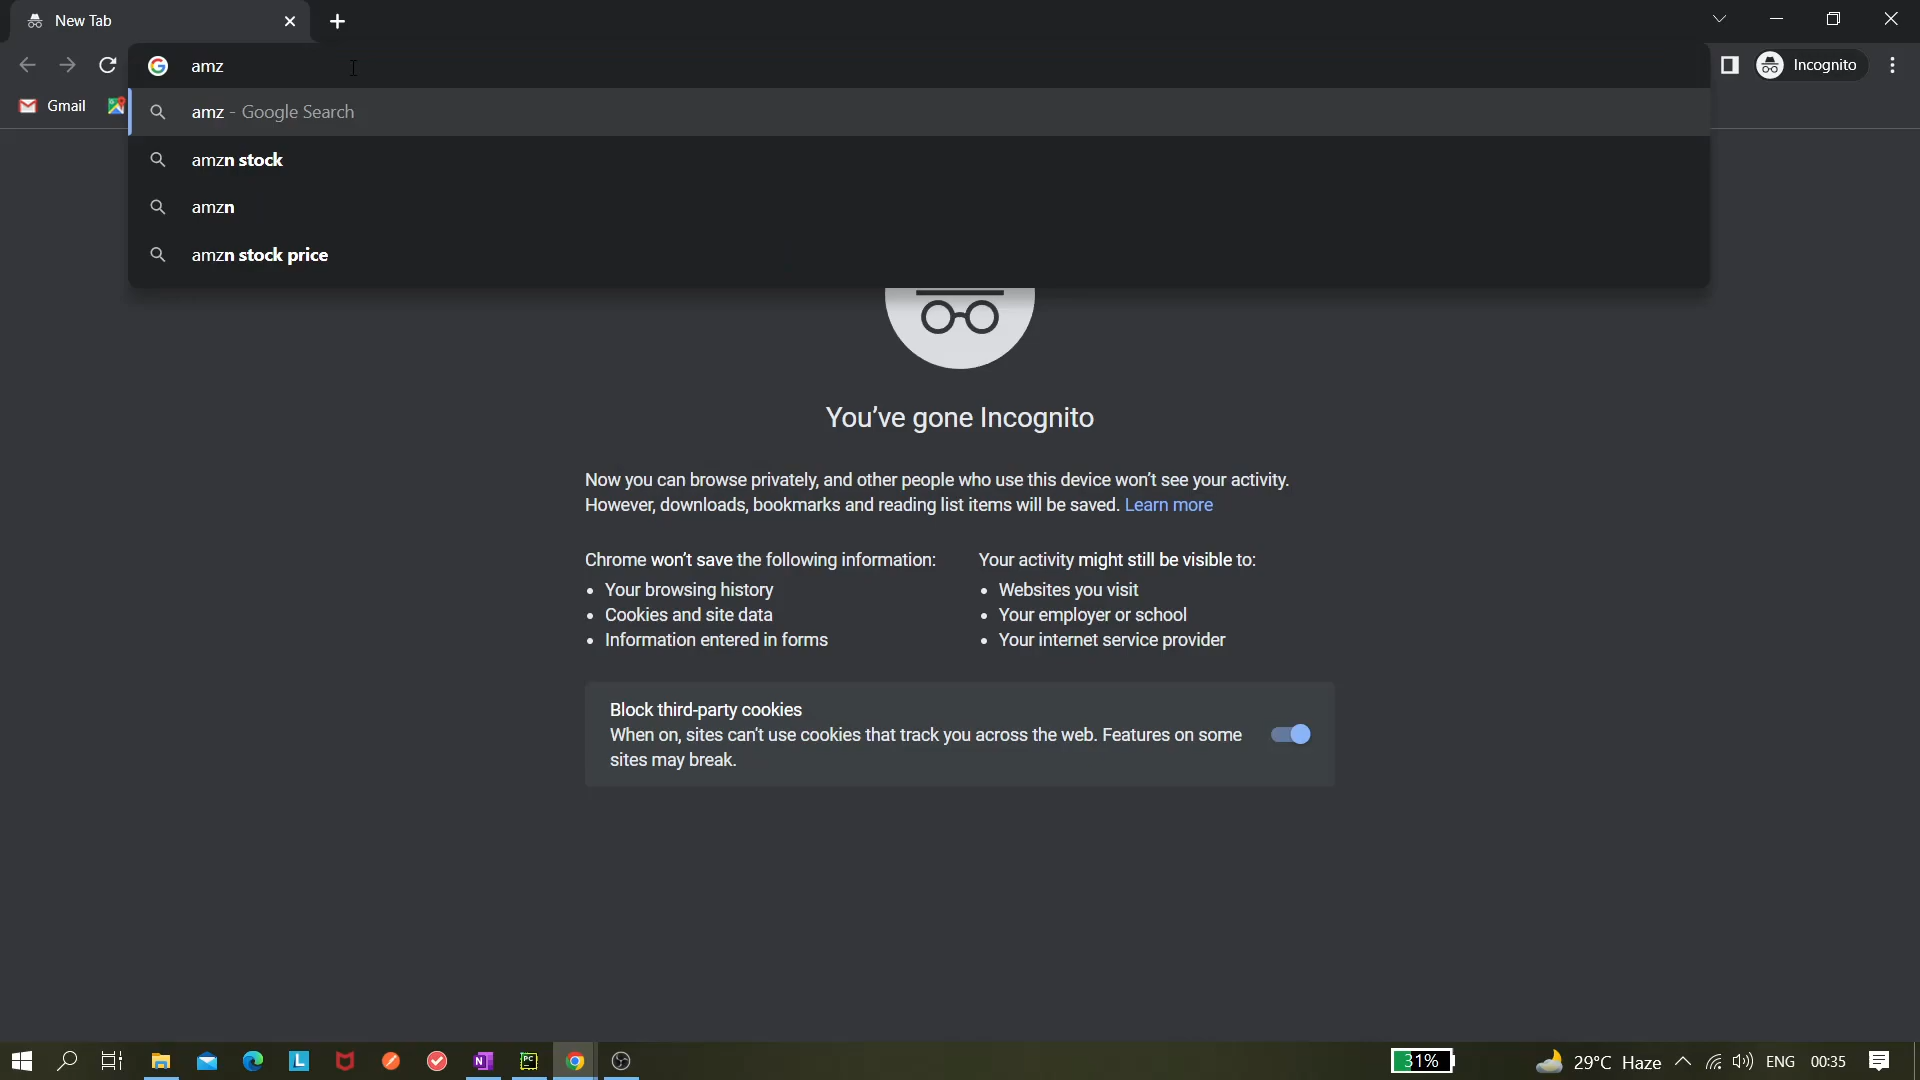 New Tab
amz
Incognito
Gmail
amz - Google Search
amzn stock
amzn
amzn stock price
You've gone Incognito
Now you can browse privately, and other people who use this device won't see your activity.
However, downloads, bookmarks and reading list items will be saved. Learn more
Chrome won't save the following information:
Your browsing history
Cookies and site data
Information entered in forms
Your activity might still be visible to:
Websites you visit
Your employer or school
Your internet service provider
Block third-party cookies
When on, sites can't use cookies that track you across the web. Features on some
sites may break.
L
N
PC
31%
29°C Haze
ENG
00:35